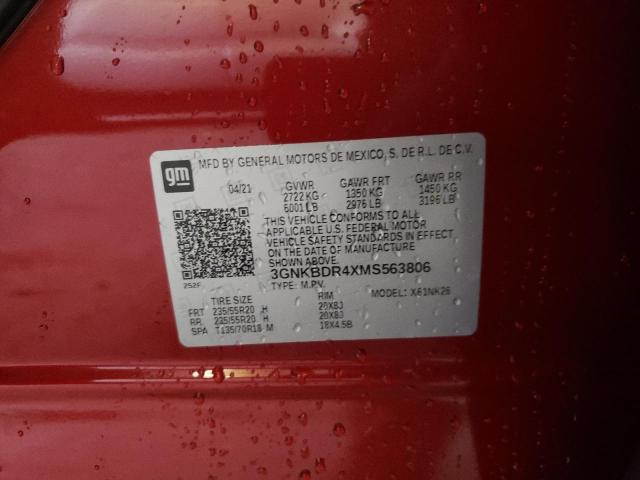 gm
MFD BY GENERAL MOTORS DE MEXICO, S. DE R.L. DE C.V.
04/21 GVWR GAWR FRT GAWR RR
2722 KG 1350 KG 1450 KG
6001 LB 2976 LB 3196 LB
THIS VEHICLE CONFORMS TO ALL
APPLICABLE U.S. FEDERAL MOTOR
VEHICLE SAFETY STANDARDS IN EFFECT
ON THE DATE OF MANUFACTURE
SHOWN ABOVE.
3GNKBDR4XMS563806
252F TYPE: M.P.V. MODEL: X61NK26
TIRE SIZE RIM
FRT 235/55R20 H 20X8J
RR 235/55R20 H 20X8J
SPA T135/70R18 M 18X4.5B